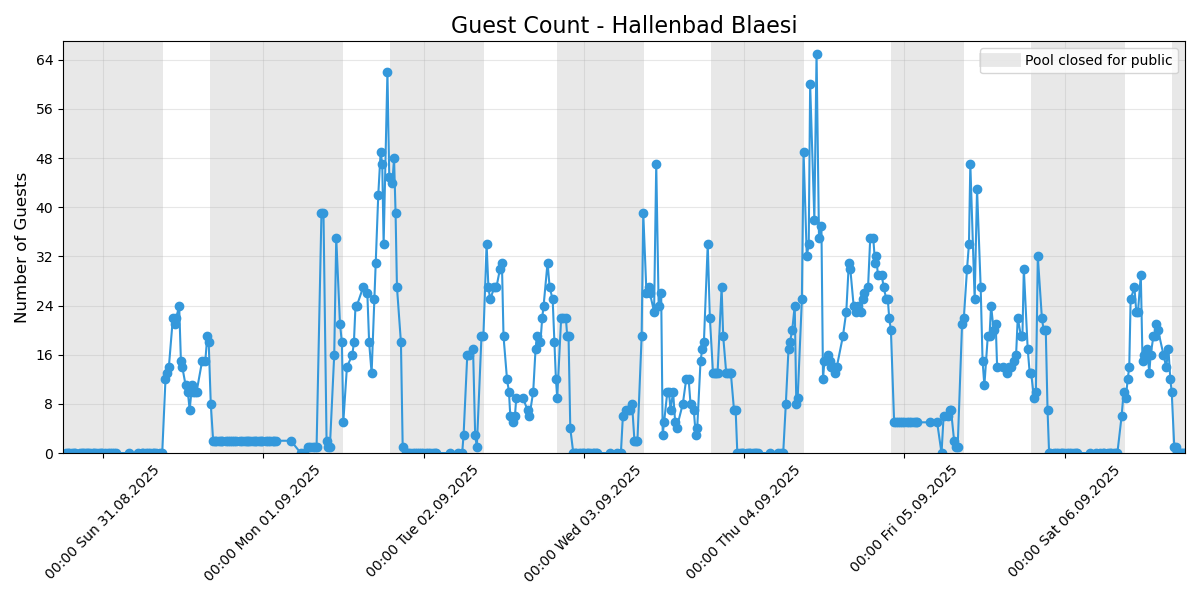 Guest Count - Hallenbad Blaesi
Pool closed for public
Number of Guests
64
56
48
40
32
24
16
8
0
00:00 Sun 31.08.2025
00:00 Mon 01.09.2025
00:00 Tue 02.09.2025
00:00 Wed 03.09.2025
00:00 Thu 04.09.2025
00:00 Fri 05.09.2025
00:00 Sat 06.09.2025